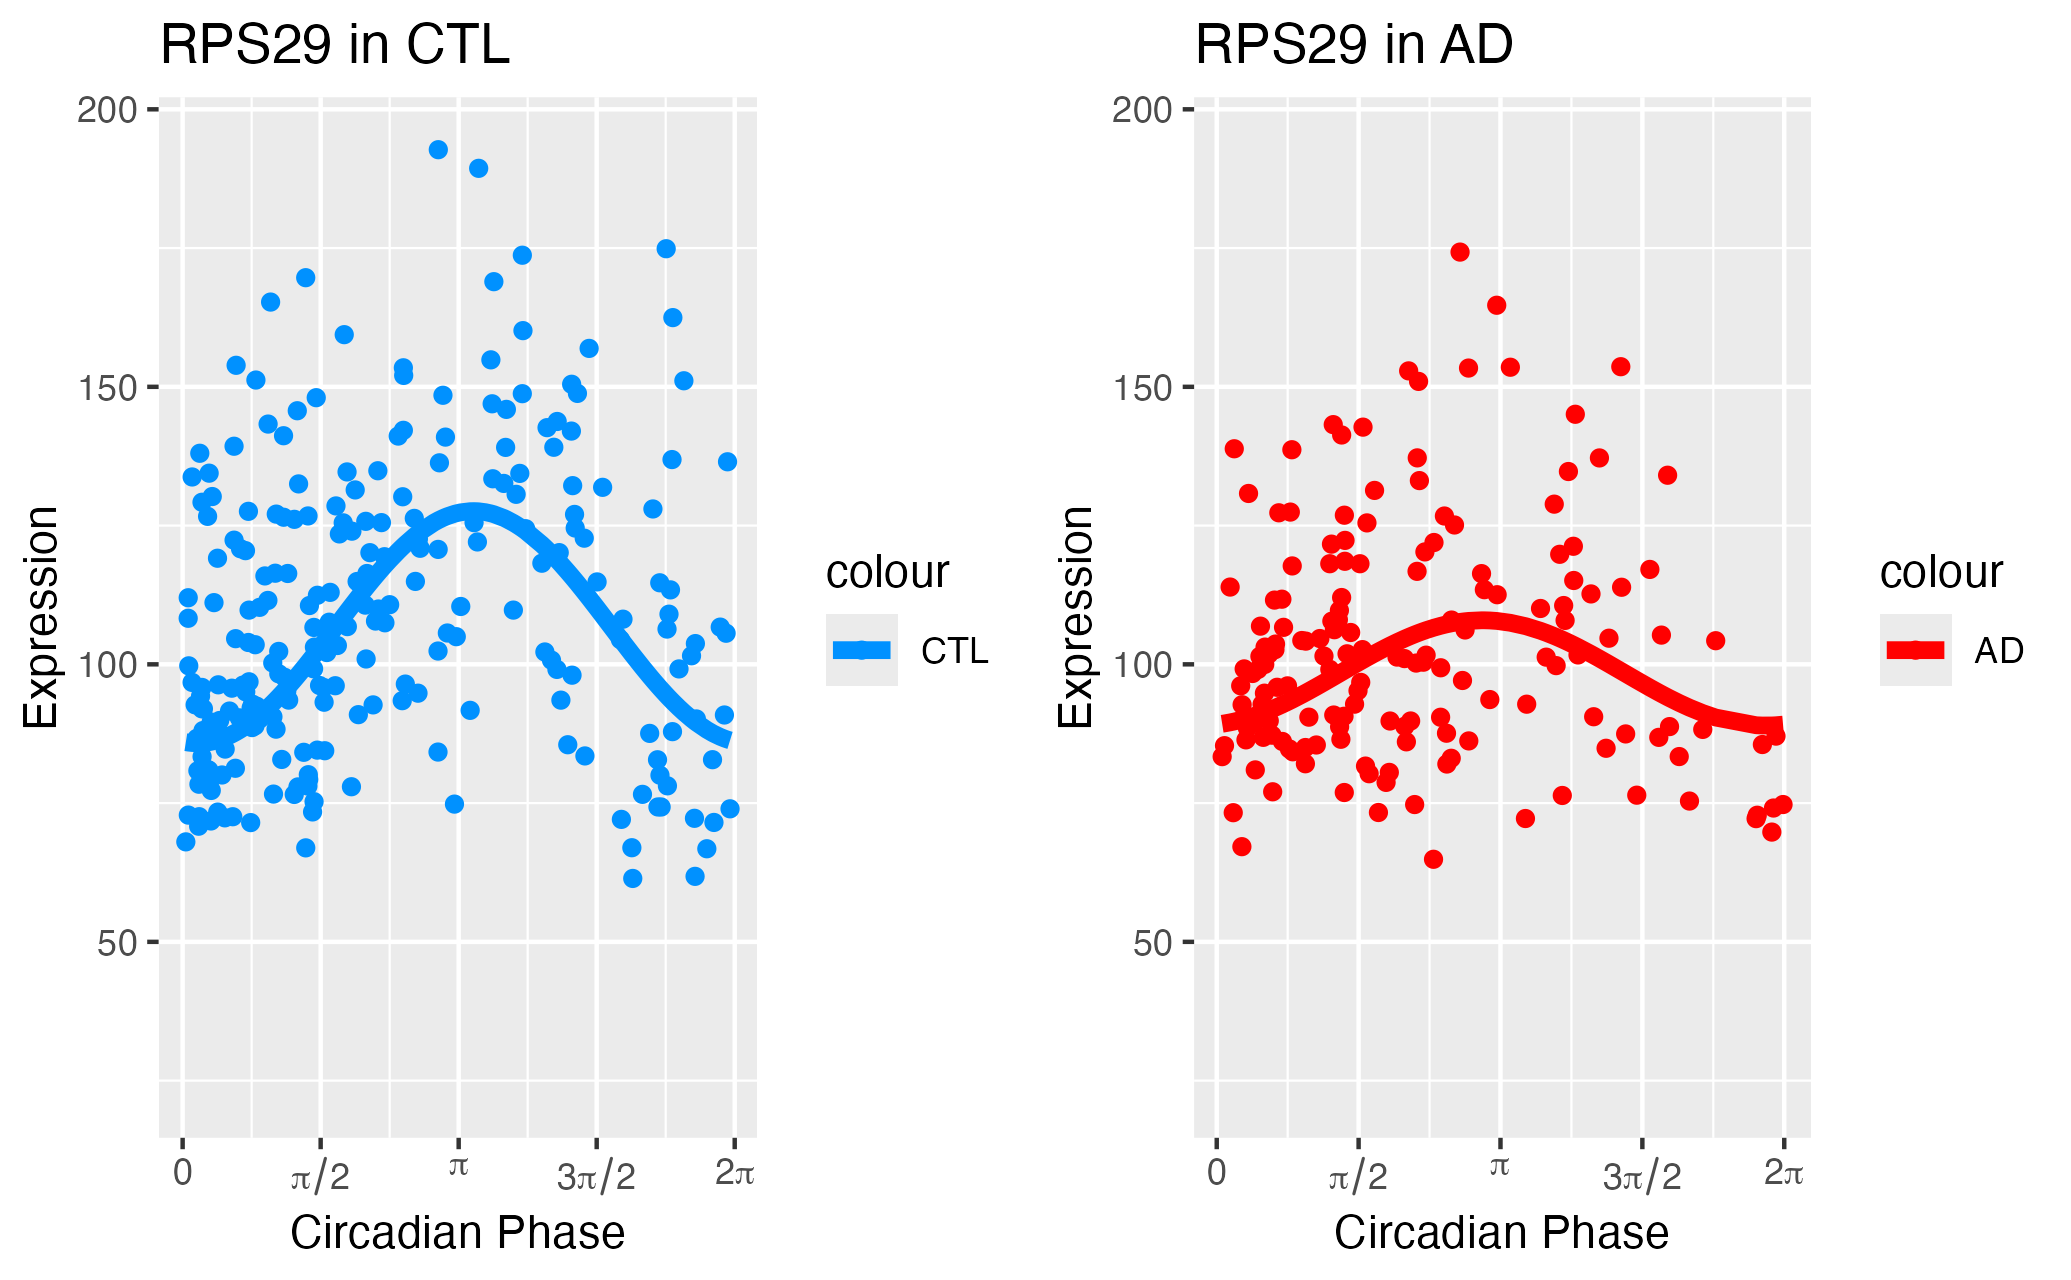 RPS29 in CTL
200
150
100
50
Expression
0 π/2 π 3π/2 2π
Circadian Phase
colour
CTL
RPS29 in AD
200
150
100
50
Expression
0 π/2 π 3π/2 2π
Circadian Phase
colour
AD